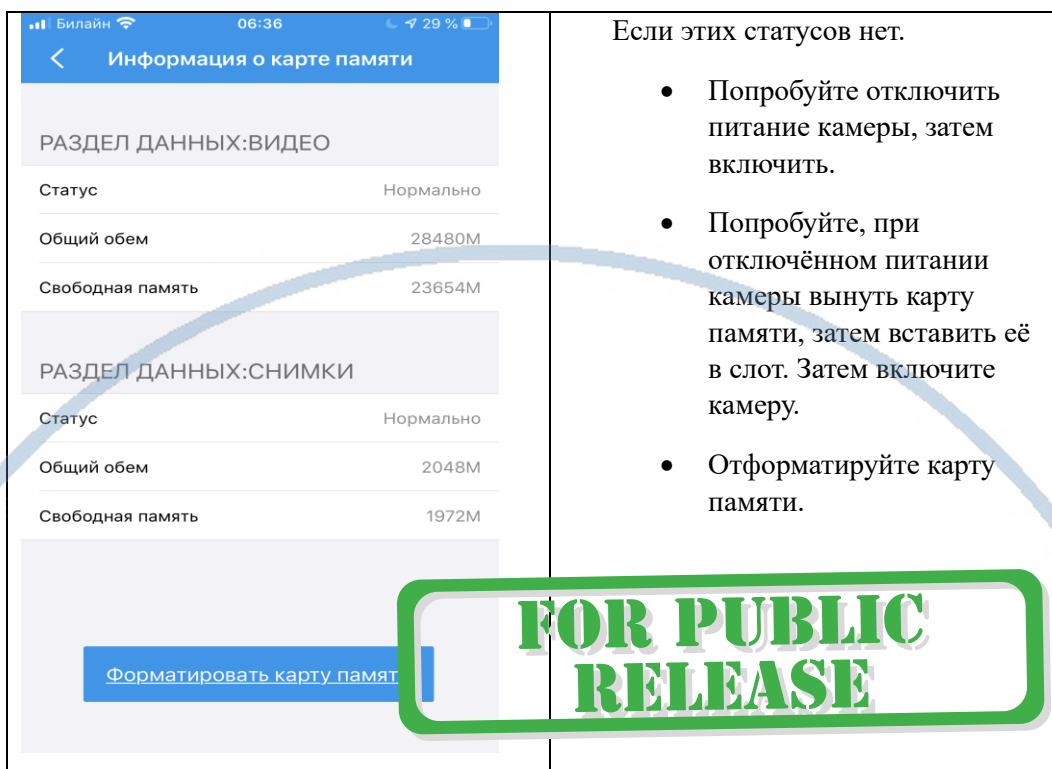 Билайн 06:36 29 %
Информация о карте памяти
РАЗДЕЛ ДАННЫХ:ВИДЕО
Статус Нормально
Общий обем 28480M
Свободная память 23654M
РАЗДЕЛ ДАННЫХ:СНИМКИ
Статус Нормально
Общий обем 2048M
Свободная память 1972M
Форматировать карту памят
Если этих статусов нет.
• Попробуйте отключить
питание камеры, затем
включить.
• Попробуйте, при
отключённом питании
камеры вынуть карту
памяти, затем вставить её
в слот. Затем включите
камеру.
• Отформатируйте карту
памяти.
FOR PUBLIC
RELEASE